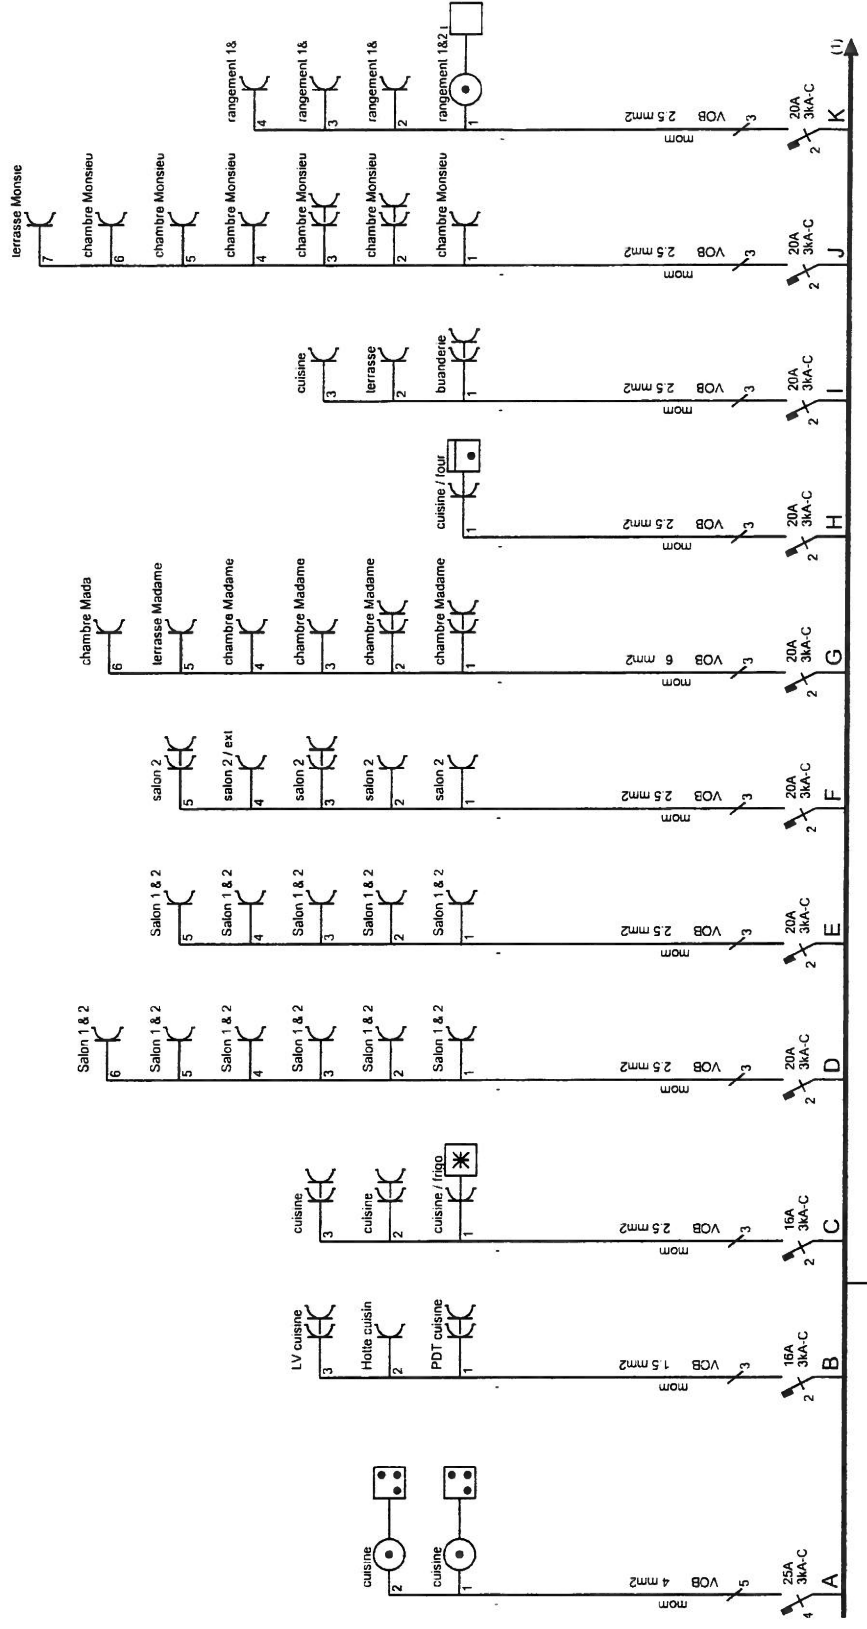 cuisine
2
cuisine
1
4 mm2
VOB
mom
5
25A
3kA-C
4
A
LV cuisine
3
Hotte cuisin
2
PDT cuisine
1
1.5 mm2
VOB
mom
3
16A
3kA-C
2
B
cuisine
3
cuisine
2
cuisine / frigo
1
2.5 mm2
VOB
mom
3
16A
3kA-C
2
C
Salon 1 & 2
6
Salon 1 & 2
5
Salon 1 & 2
4
Salon 1 & 2
3
Salon 1 & 2
2
Salon 1 & 2
1
2.5 mm2
VOB
mom
3
20A
3kA-C
2
D
Salon 1 & 2
5
Salon 1 & 2
4
Salon 1 & 2
3
Salon 1 & 2
2
Salon 1 & 2
1
2.5 mm2
VOB
mom
3
20A
3kA-C
2
E
salon 2
5
salon 2 / ext
4
salon 2
3
salon 2
2
salon 2
1
2.5 mm2
VOB
mom
3
20A
3kA-C
2
F
chambre Mada
6
terrasse Madame
5
chambre Madame
4
chambre Madame
3
chambre Madame
2
chambre Madame
1
6 mm2
VOB
mom
3
20A
3kA-C
2
G
cuisine / four
1
2.5 mm2
VOB
mom
3
20A
3kA-C
2
H
cuisine
3
terrasse
2
buanderie
1
2.5 mm2
VOB
mom
3
20A
3kA-C
2
I
terrasse Monsie
7
chambre Monsieu
6
chambre Monsieu
5
chambre Monsieu
4
chambre Monsieu
3
chambre Monsieu
2
chambre Monsieu
1
2.5 mm2
VOB
mom
3
20A
3kA-C
2
J
rangement 1&
4
rangement 1&
3
rangement 1&
2
rangement 1&2 l
1
2.5 mm2
VOB
mom
3
20A
3kA-C
2
K
(1)